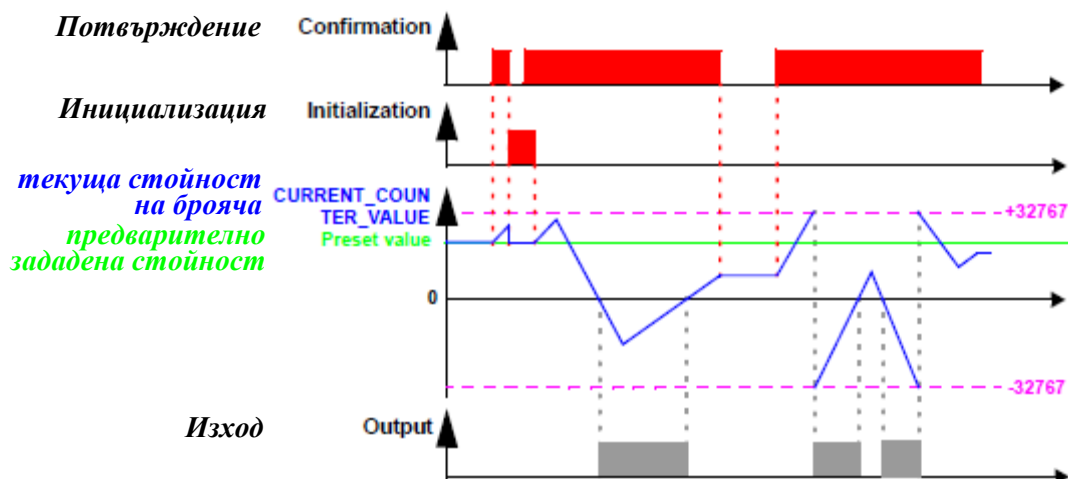 Потвърждение Confirmation
Инициализация Initialization
текуща стойност CURRENT_COUN
на брояча TER_VALUE +32767
предварително Preset value
зададена стойност
0
-32767
Изход Output